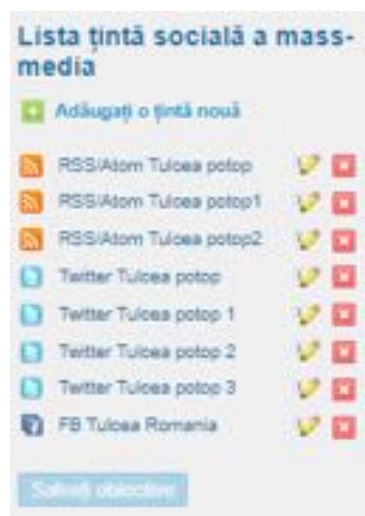 Lista țintă socială a mass-
media
Adăugați o țintă nouă
RSS/Atom Tulcea potop
RSS/Atom Tulcea potop1
RSS/Atom Tulcea potop2
Twitter Tulcea potop
Twitter Tulcea potop 1
Twitter Tulcea potop 2
Twitter Tulcea potop 3
FB Tulcea Romania
Salvați obiective